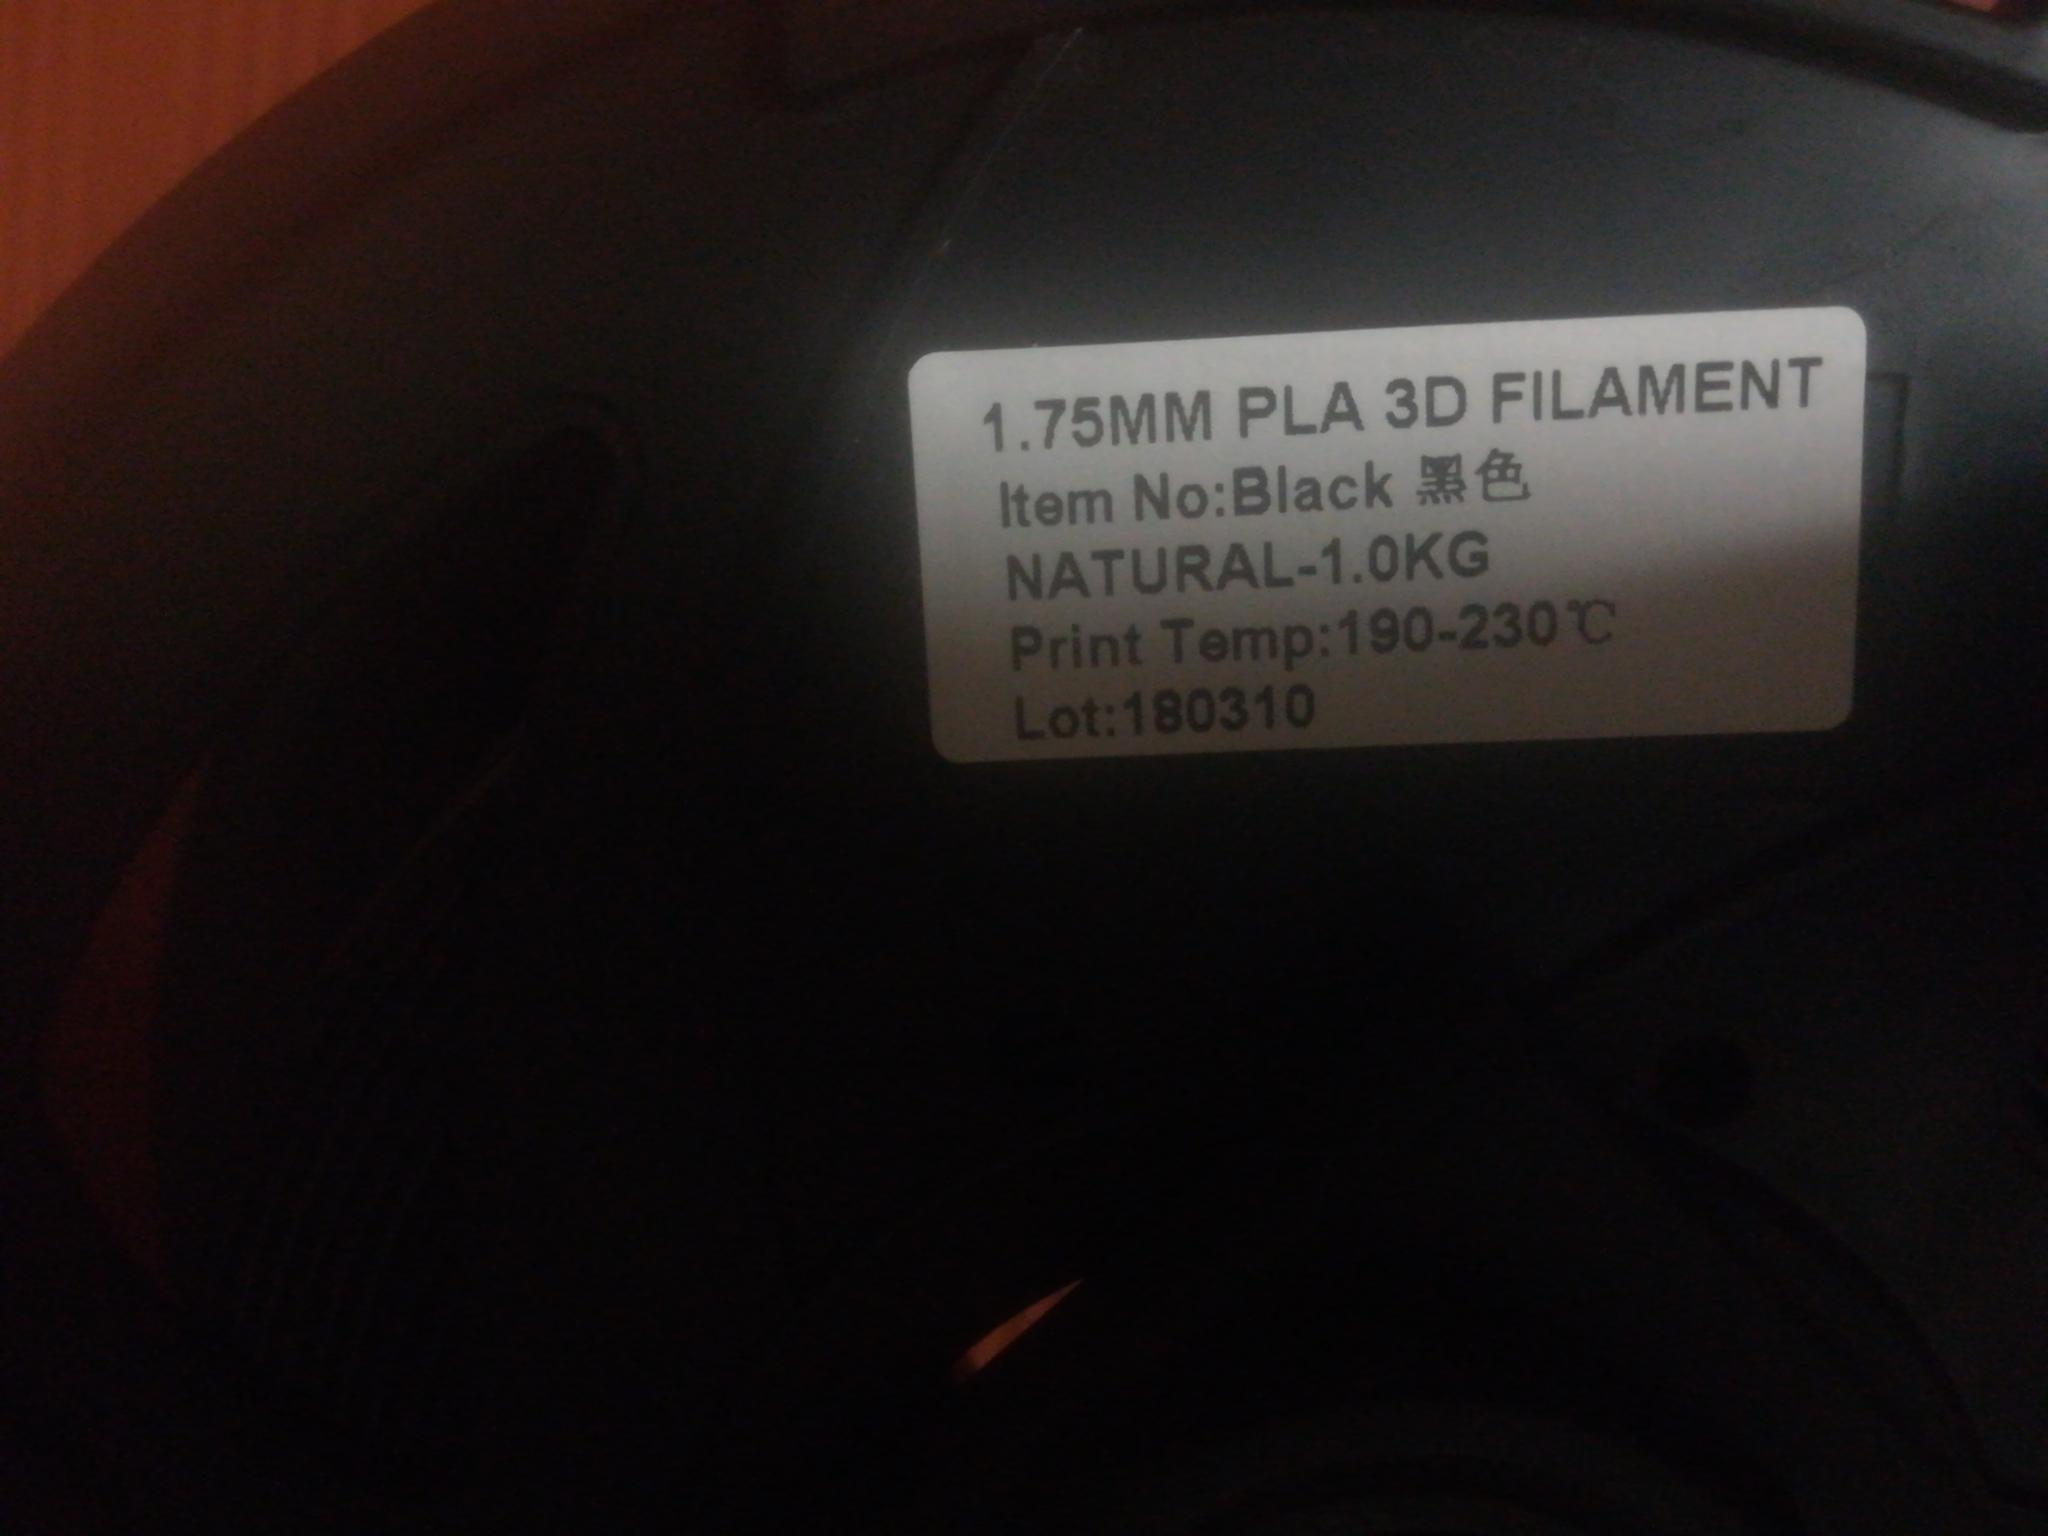 1.75MM PLA 3D FILAMENT
Item No:Black 黑色
NATURAL-1.0KG
Print Temp:190-230℃
Lot:180310